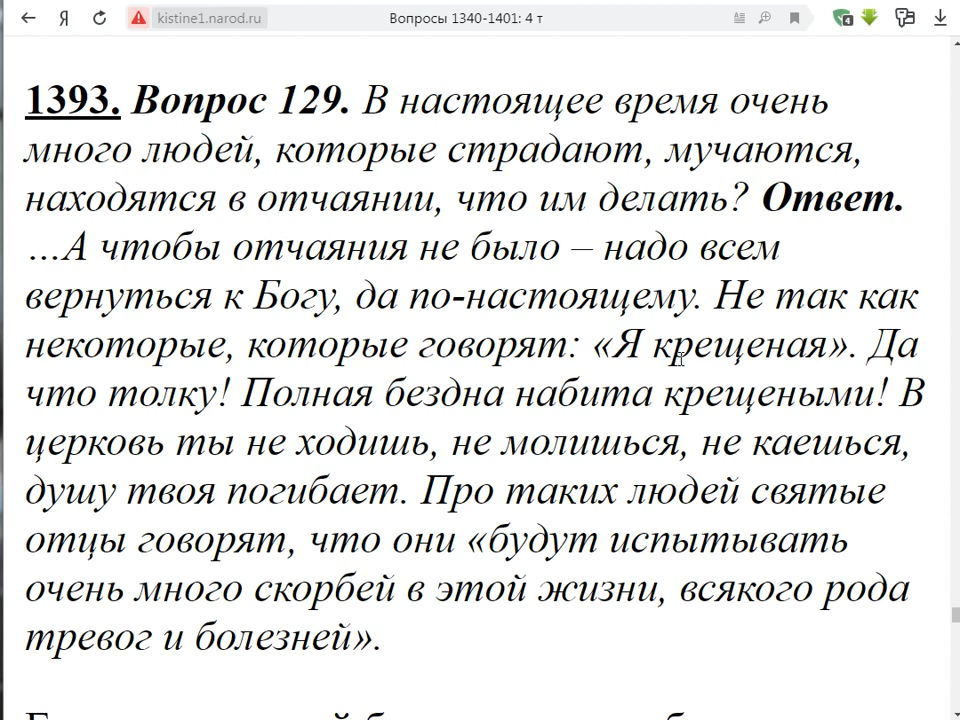 Я kistine1.narod.ru Вопросы 1340-1401: 4 т 4
1393. Вопрос 129. В настоящее время очень
много людей, которые страдают, мучаются,
находятся в отчаянии, что им делать? Ответ.
…А чтобы отчаяния не было – надо всем
вернуться к Богу, да по-настоящему. Не так как
некоторые, которые говорят: «Я крещеная». Да
что толку! Полная бездна набита крещеными! В
церковь ты не ходишь, не молишься, не каешься,
душу твоя погибает. Про таких людей святые
отцы говорят, что они «будут испытывать
очень много скорбей в этой жизни, всякого рода
тревог и болезней».